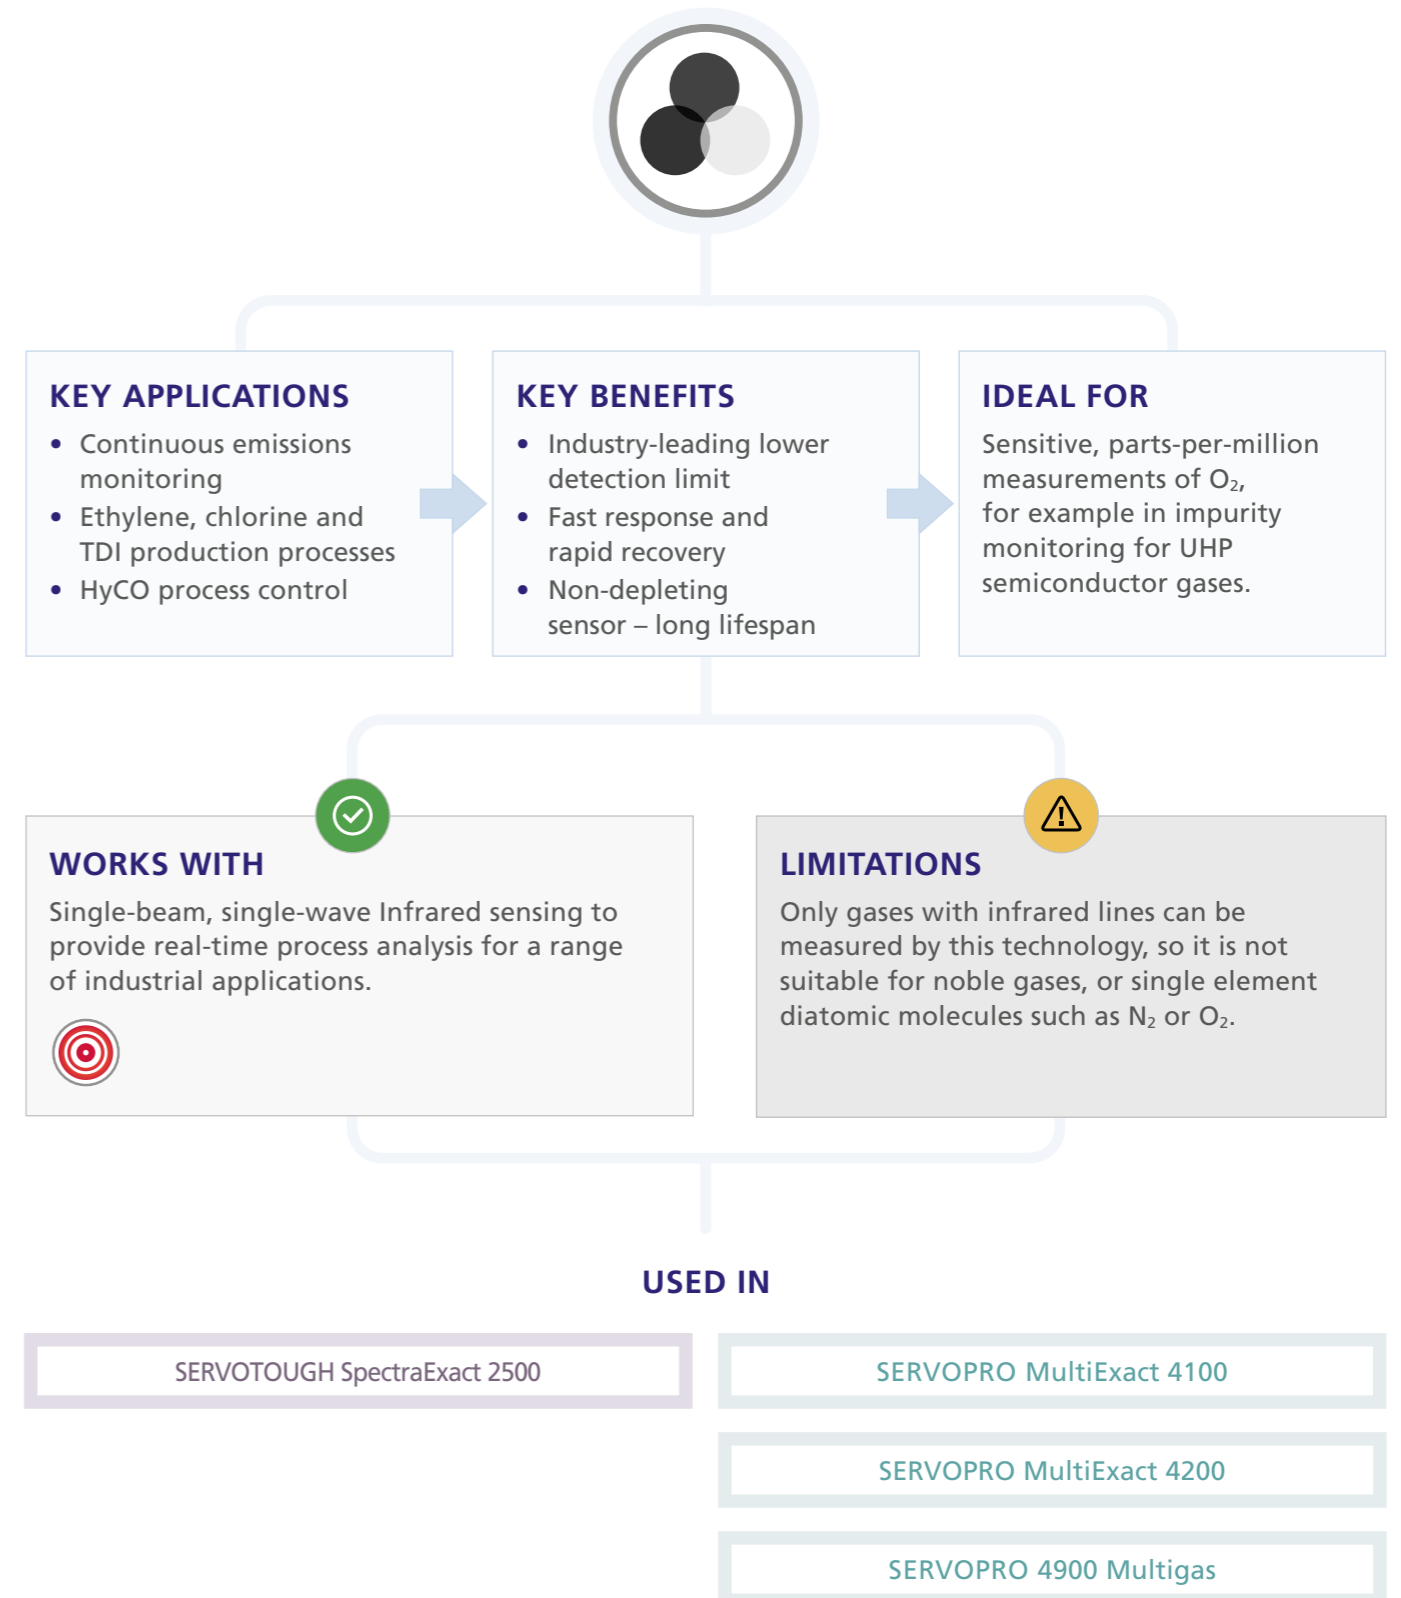 KEY APPLICATIONS
• Continuous emissions
monitoring
• Ethylene, chlorine and
TDI production processes
• HyCO process control
KEY BENEFITS
• Industry-leading lower
detection limit
• Fast response and
rapid recovery
• Non-depleting
sensor – long lifespan
IDEAL FOR
Sensitive, parts-per-million
measurements of O₂,
for example in impurity
monitoring for UHP
semiconductor gases.
WORKS WITH
Single-beam, single-wave Infrared sensing to
provide real-time process analysis for a range
of industrial applications.
LIMITATIONS
Only gases with infrared lines can be
measured by this technology, so it is not
suitable for noble gases, or single element
diatomic molecules such as N₂ or O₂.
USED IN
SERVOTOUGH SpectraExact 2500
SERVOPRO MultiExact 4100
SERVOPRO MultiExact 4200
SERVOPRO 4900 Multigas